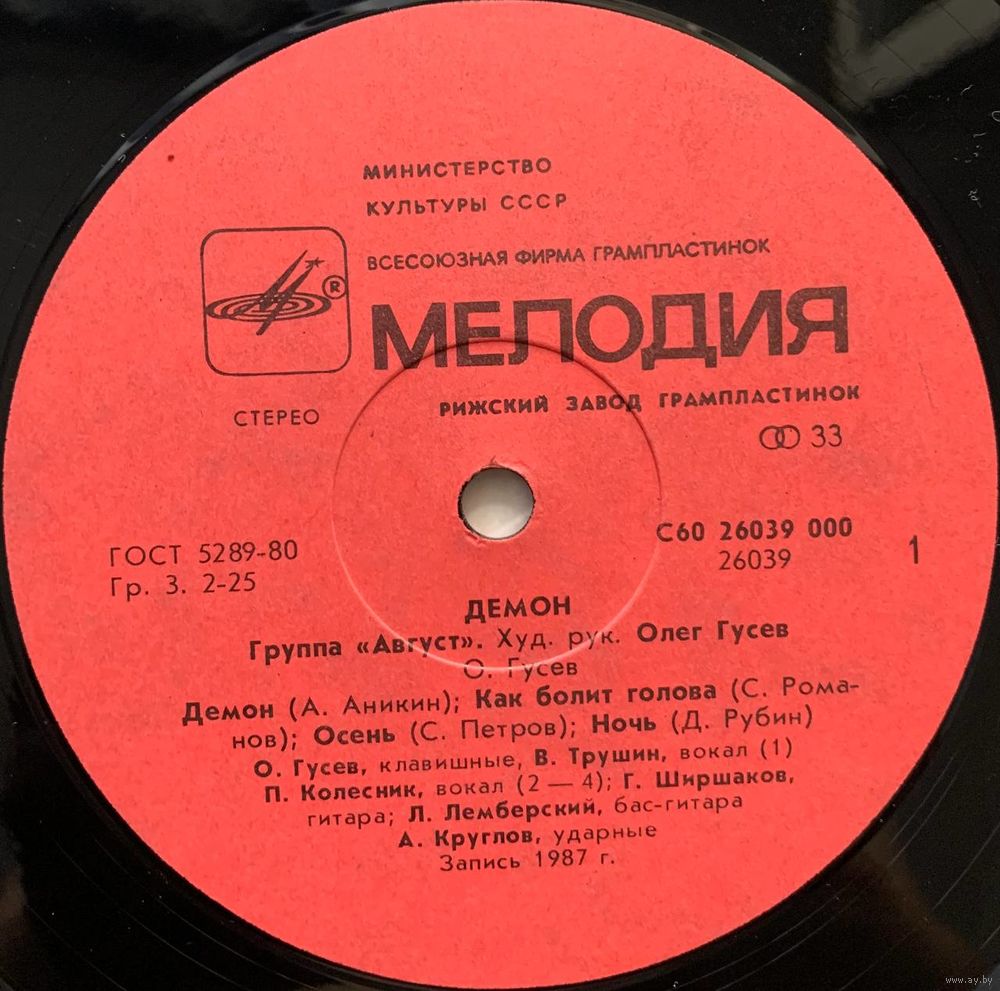 МИНИСТЕРСТВО
КУЛЬТУРЫ СССР
ВСЕСОЮЗНАЯ ФИРМА ГРАМПЛАСТИНОК
®
МЕЛОДИЯ
СТЕРЕО
РИЖСКИЙ ЗАВОД ГРАМПЛАСТИНОК
33
ГОСТ 5289-80
Гр. 3. 2-25
С60 26039 000
26039
1
ДЕМОН
Группа «Август». Худ. рук. Олег Гусев
О. Гусев
Демон (А. Аникин); Как болит голова (С. Рома-
нов); Осень (С. Петров); Ночь (Д. Рубин)
О. Гусев, клавишные, В. Трушин, вокал (1)
П. Колесник, вокал (2 — 4); Г. Ширшаков,
гитара; Л. Лемберский, бас-гитара
А. Круглов, ударные
Запись 1987 г.
www.ay.by